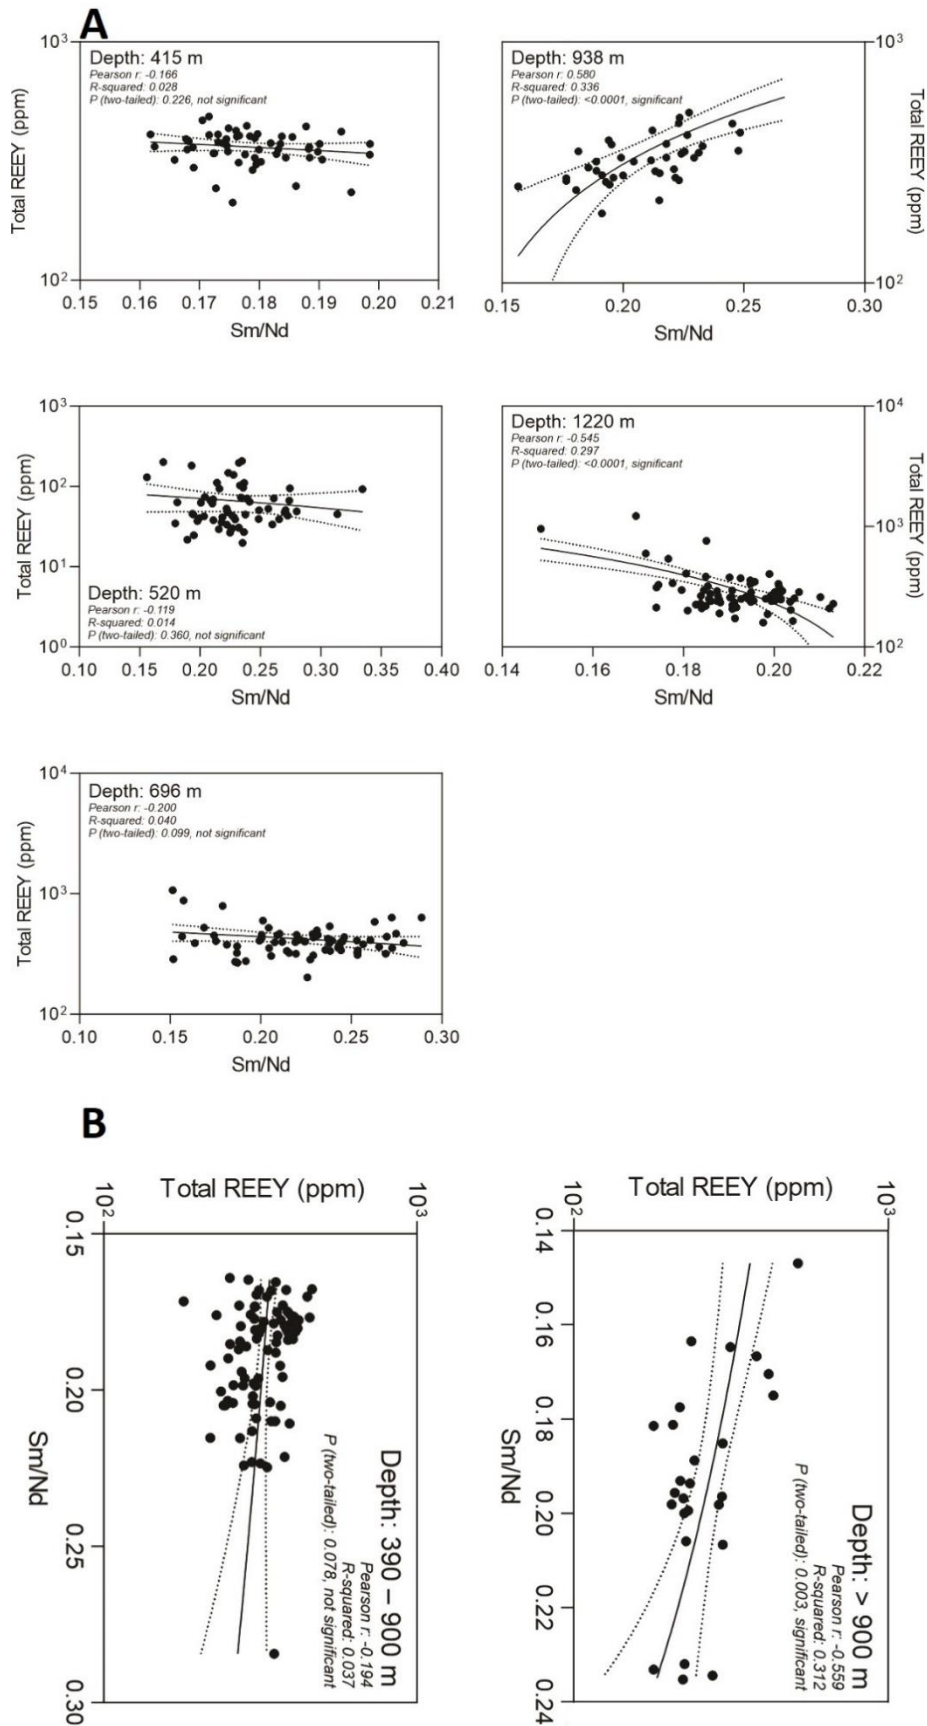 A
10³
Depth: 415 m
Pearson r: -0.166
R-squared: 0.028
P (two-tailed): 0.226, not significant
Total REEY (ppm)
10²
0.15 0.16 0.17 0.18 0.19 0.20 0.21
Sm/Nd
10³
Depth: 938 m
Pearson r: 0.580
R-squared: 0.336
P (two-tailed): <0.0001, significant
Total REEY (ppm)
10²
0.15 0.20 0.25 0.30
Sm/Nd
10³
10²
10¹
10⁰
Total REEY (ppm)
Depth: 520 m
Pearson r: -0.119
R-squared: 0.014
P (two-tailed): 0.360, not significant
0.10 0.15 0.20 0.25 0.30 0.35 0.40
Sm/Nd
10⁴
Depth: 1220 m
Pearson r: -0.545
R-squared: 0.297
P (two-tailed): <0.0001, significant
Total REEY (ppm)
10³
10²
0.14 0.16 0.18 0.20 0.22
Sm/Nd
10⁴
Depth: 696 m
Pearson r: -0.200
R-squared: 0.040
P (two-tailed): 0.099, not significant
Total REEY (ppm)
10³
10²
0.10 0.15 0.20 0.25 0.30
Sm/Nd
B
Total REEY (ppm)
10² 10³
0.15
0.20
0.25
0.30
Sm/Nd
Depth: 390 – 900 m
Pearson r: -0.194
R-squared: 0.037
P (two-tailed): 0.078, not significant
Total REEY (ppm)
10² 10³
0.14
0.16
0.18
0.20
0.22
0.24
Sm/Nd
Depth: > 900 m
Pearson r: -0.559
R-squared: 0.312
P (two-tailed): 0.003, significant